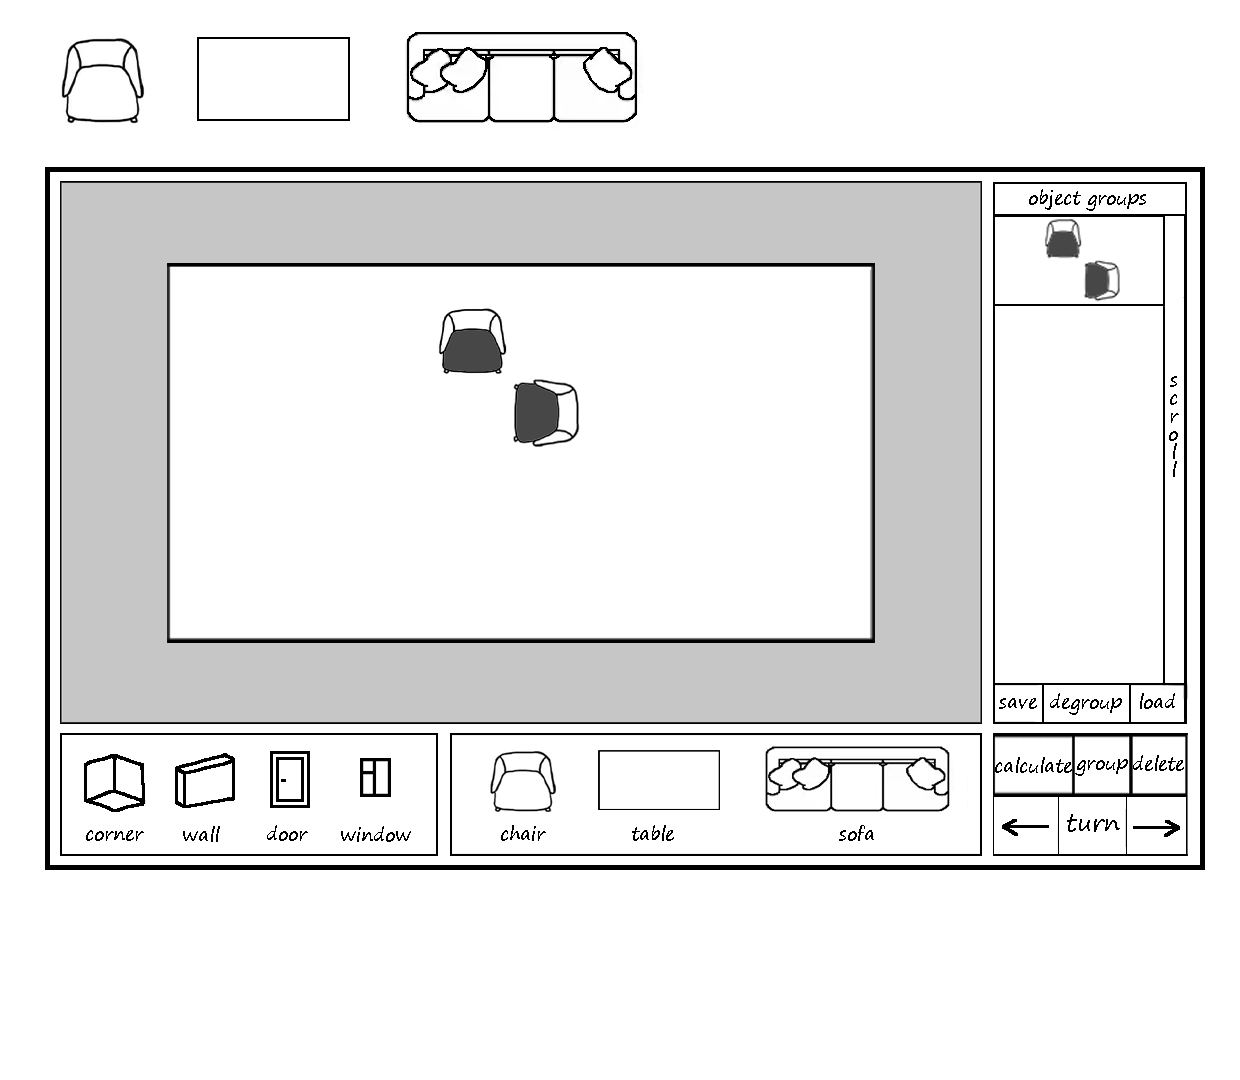 object groups
scroll
save degroup load
calculate group delete
turn
corner wall door window
chair table sofa